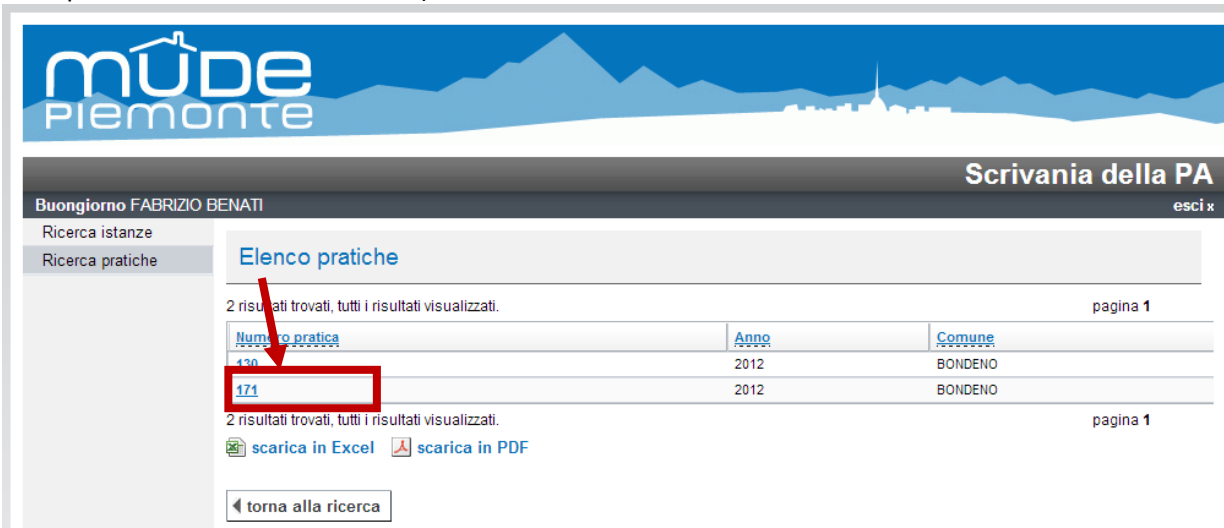 mûDe
PIEMONTE
Scrivania della PA
Buongiorno FABRIZIO BENATI
esci x
Ricerca istanze
Ricerca pratiche
Elenco pratiche
2 risultati trovati, tutti i risultati visualizzati.
pagina 1
Numero pratica Anno Comune
130 2012 BONDENO
171 2012 BONDENO
2 risultati trovati, tutti i risultati visualizzati.
pagina 1
scarica in Excel scarica in PDF
torna alla ricerca